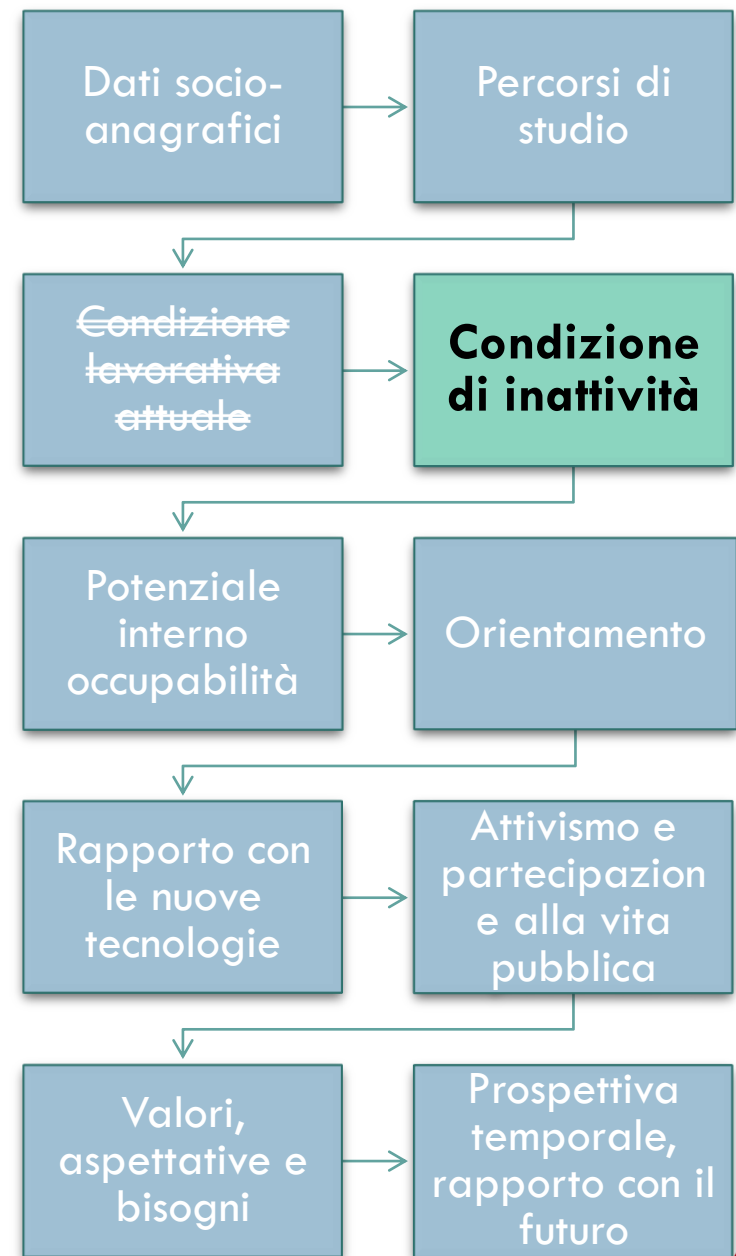 Dati socio-
anagrafici
Percorsi di
studio
Condizione
lavorativa
attuale
Condizione
di inattività
Potenziale
interno
occupabilità
Orientamento
Rapporto con
le nuove
tecnologie
Attivismo e
partecipazion
e alla vita
pubblica
Valori,
aspettative e
bisogni
Prospettiva
temporale,
rapporto con il
futuro